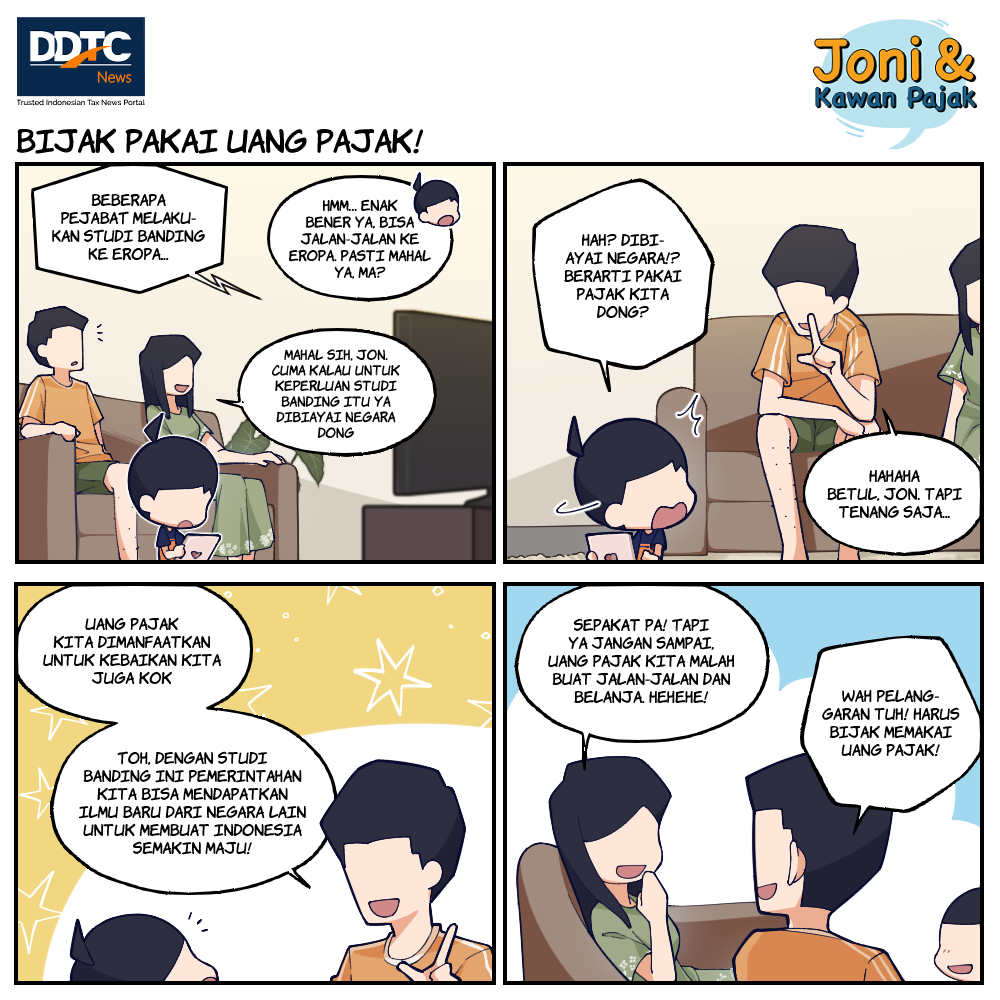 DDTC
News
Trusted Indonesian Tax News Portal
Joni &
Kawan Pajak
BIJAK PAKAI UANG PAJAK!
BEBERAPA
PEJABAT MELAKU-
KAN STUDI BANDING
KE EROPA...
HMM... ENAK
BENER YA, BISA
JALAN-JALAN KE
EROPA. PASTI MAHAL
YA, MA?
MAHAL SIH, JON.
CUMA KALAU UNTUK
KEPERLUAN STUDI
BANDING ITU YA
DIBIAYAI NEGARA
DONG
HAH? DIBI-
AYAI NEGARA!?
BERARTI PAKAI
PAJAK KITA
DONG?
HAHAHA
BETUL, JON. TAPI
TENANG SAJA...
UANG PAJAK
KITA DIMANFAATKAN
UNTUK KEBAIKAN KITA
JUGA KOK
TOH, DENGAN STUDI
BANDING INI PEMERINTAHAN
KITA BISA MENDAPATKAN
ILMU BARU DARI NEGARA LAIN
UNTUK MEMBUAT INDONESIA
SEMAKIN MAJU!
SEPAKAT PA! TAPI
YA JANGAN SAMPAI,
UANG PAJAK KITA MALAH
BUAT JALAN-JALAN DAN
BELANJA. HEHEHE!
WAH PELANG-
GARAN TUH! HARUS
BIJAK MEMAKAI
UANG PAJAK!